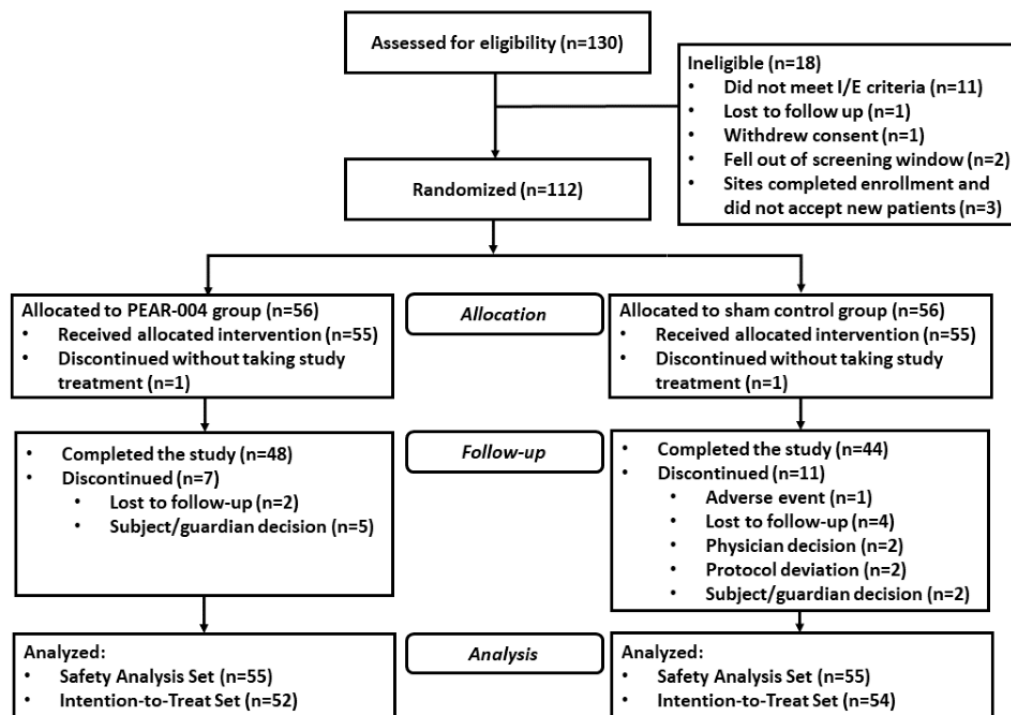 Assessed for eligibility (n=130)
Ineligible (n=18)
• Did not meet I/E criteria (n=11)
• Lost to follow up (n=1)
• Withdrew consent (n=1)
• Fell out of screening window (n=2)
• Sites completed enrollment and
did not accept new patients (n=3)
Randomized (n=112)
Allocated to PEAR-004 group (n=56)
• Received allocated intervention (n=55)
• Discontinued without taking study
treatment (n=1)
Allocation
Allocated to sham control group (n=56)
• Received allocated intervention (n=55)
• Discontinued without taking study
treatment (n=1)
• Completed the study (n=48)
• Discontinued (n=7)
• Lost to follow-up (n=2)
• Subject/guardian decision (n=5)
Follow-up
• Completed the study (n=44)
• Discontinued (n=11)
• Adverse event (n=1)
• Lost to follow-up (n=4)
• Physician decision (n=2)
• Protocol deviation (n=2)
• Subject/guardian decision (n=2)
Analyzed:
• Safety Analysis Set (n=55)
• Intention-to-Treat Set (n=52)
Analysis
Analyzed:
• Safety Analysis Set (n=55)
• Intention-to-Treat Set (n=54)